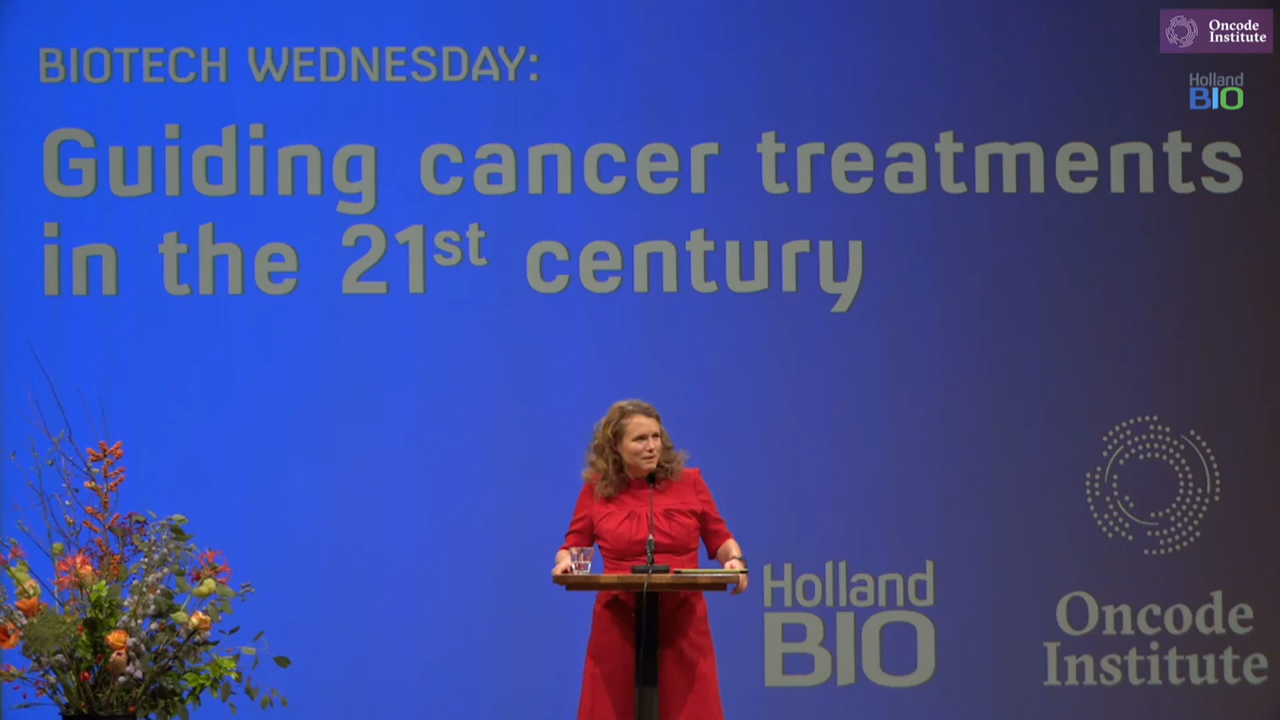 BIOTECH WEDNESDAY:
Guiding cancer treatments
in the 21st century
Oncode
Institute
Holland
BIO
Holland
BIO
Oncode
Institute